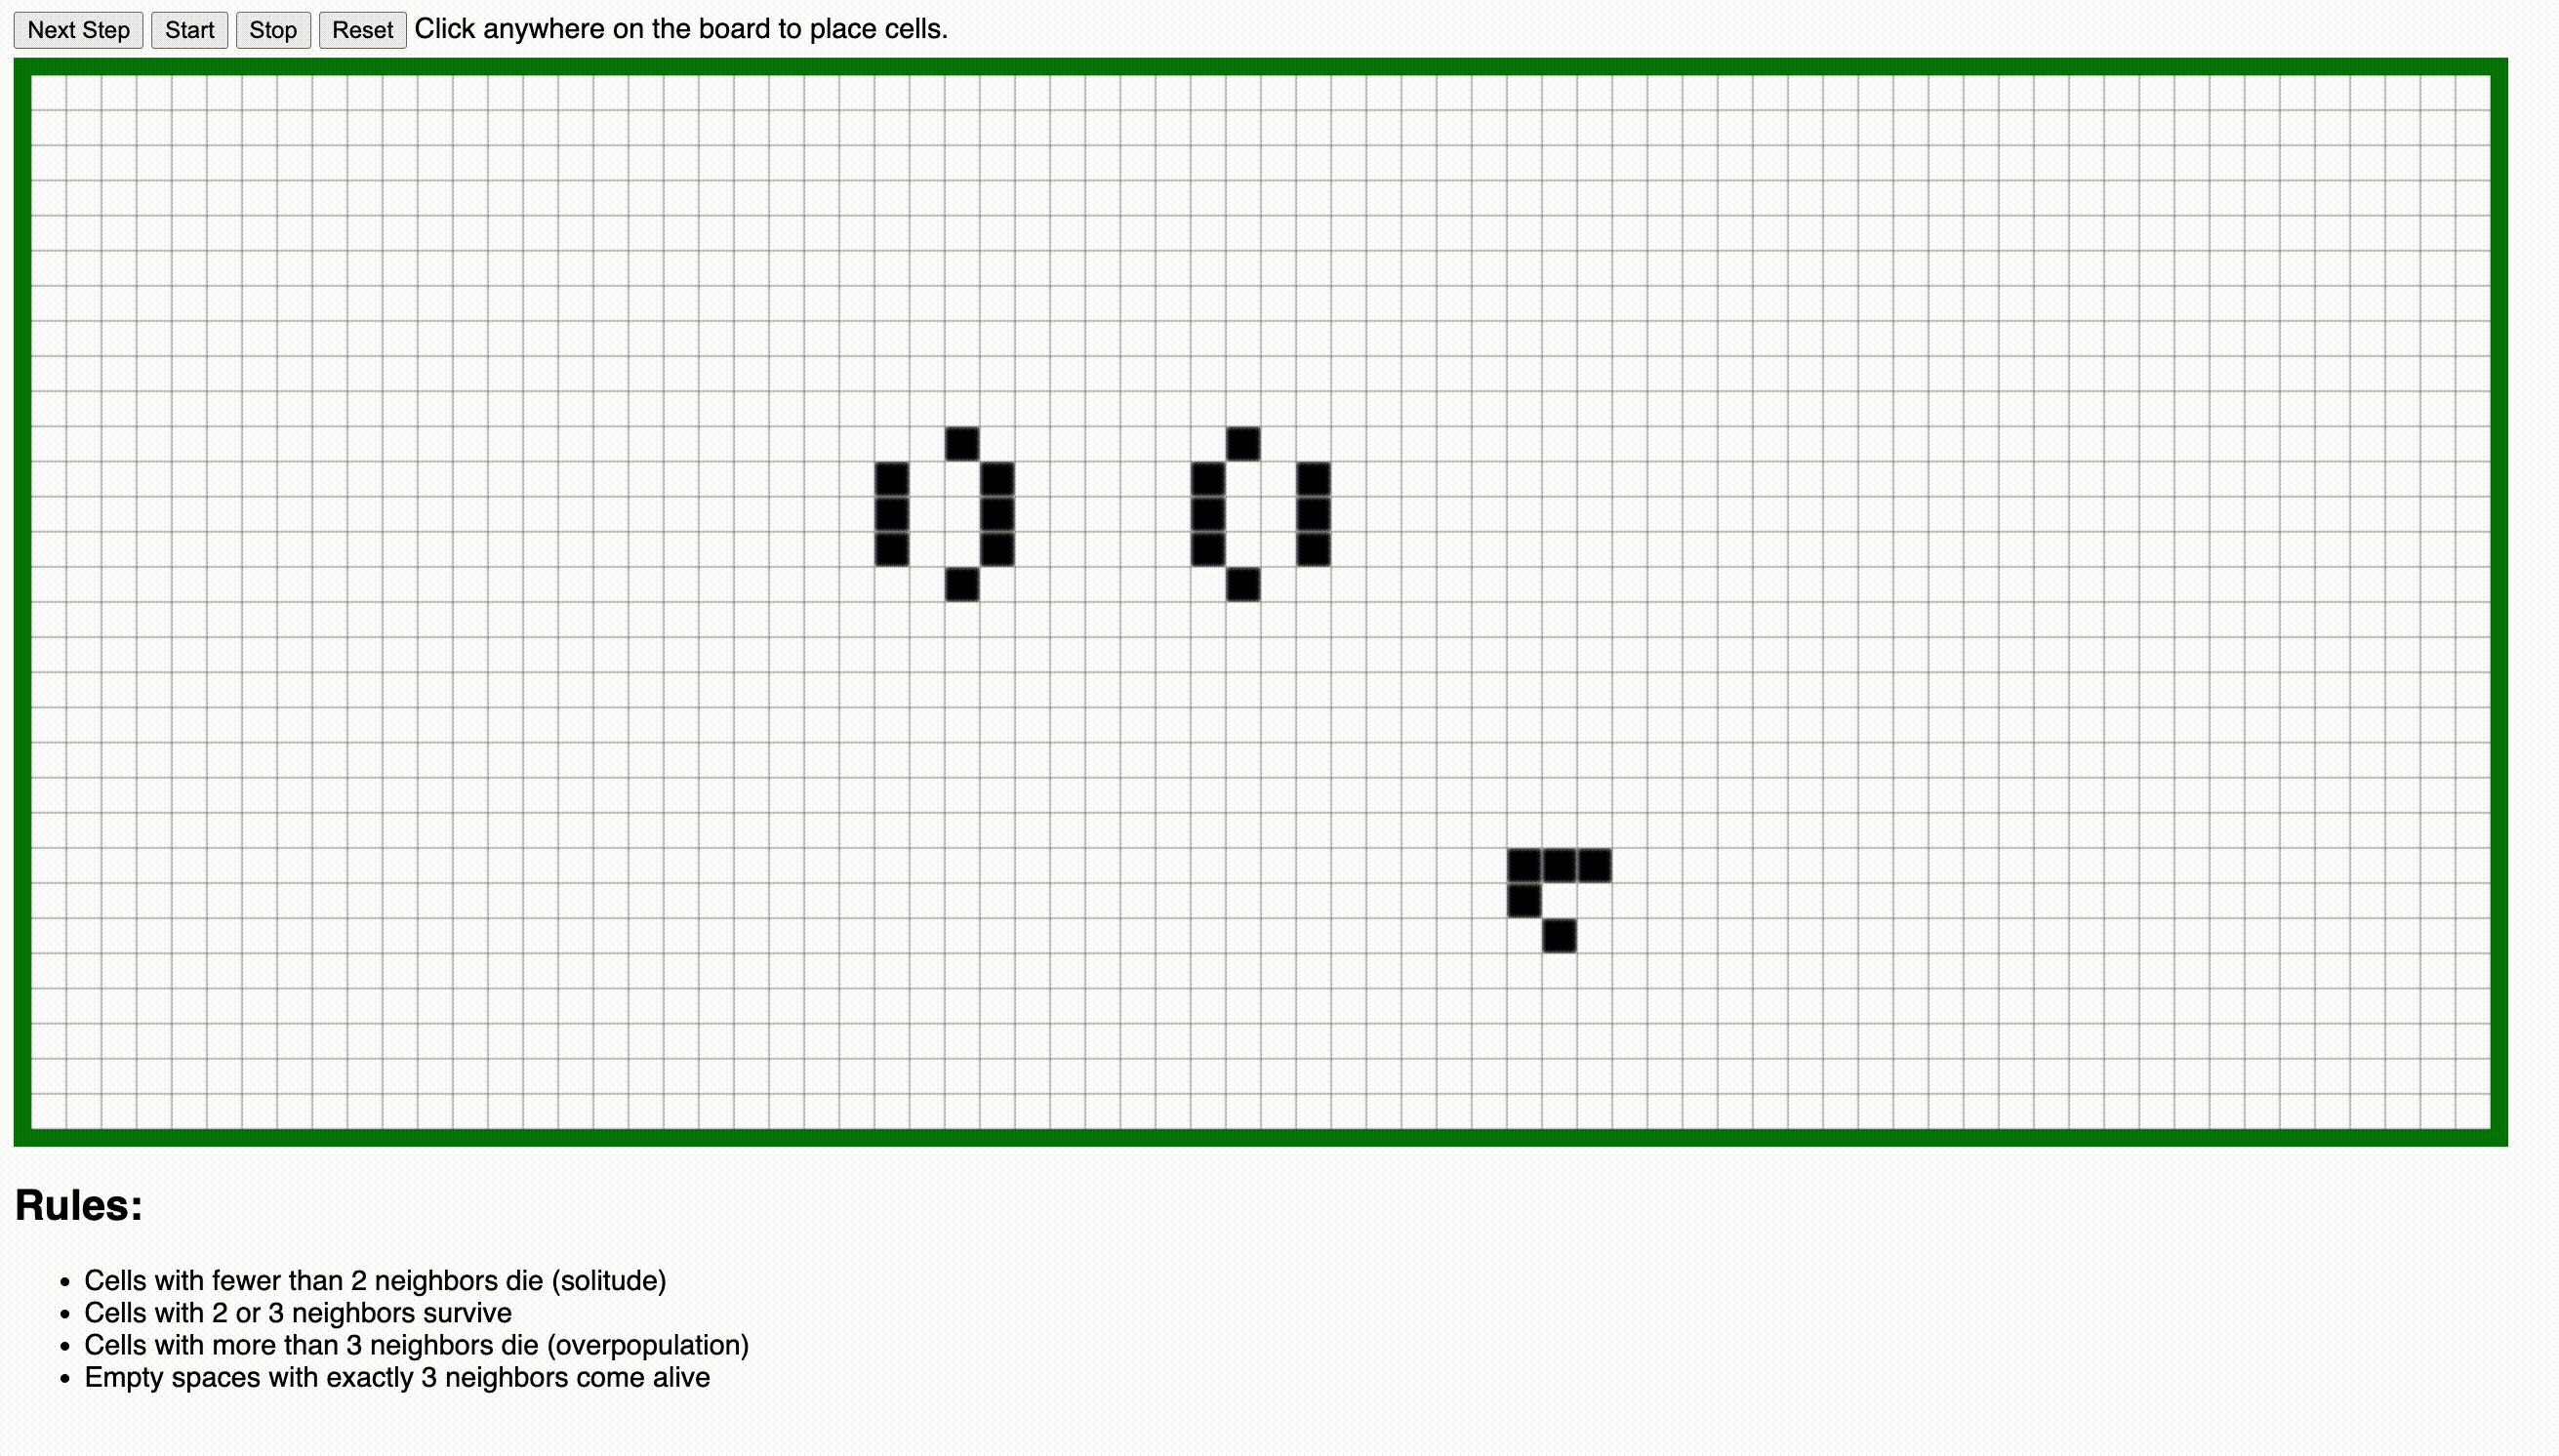 Next Step Start Stop Reset Click anywhere on the board to place cells.
Rules:
• Cells with fewer than 2 neighbors die (solitude)
• Cells with 2 or 3 neighbors survive
• Cells with more than 3 neighbors die (overpopulation)
• Empty spaces with exactly 3 neighbors come alive